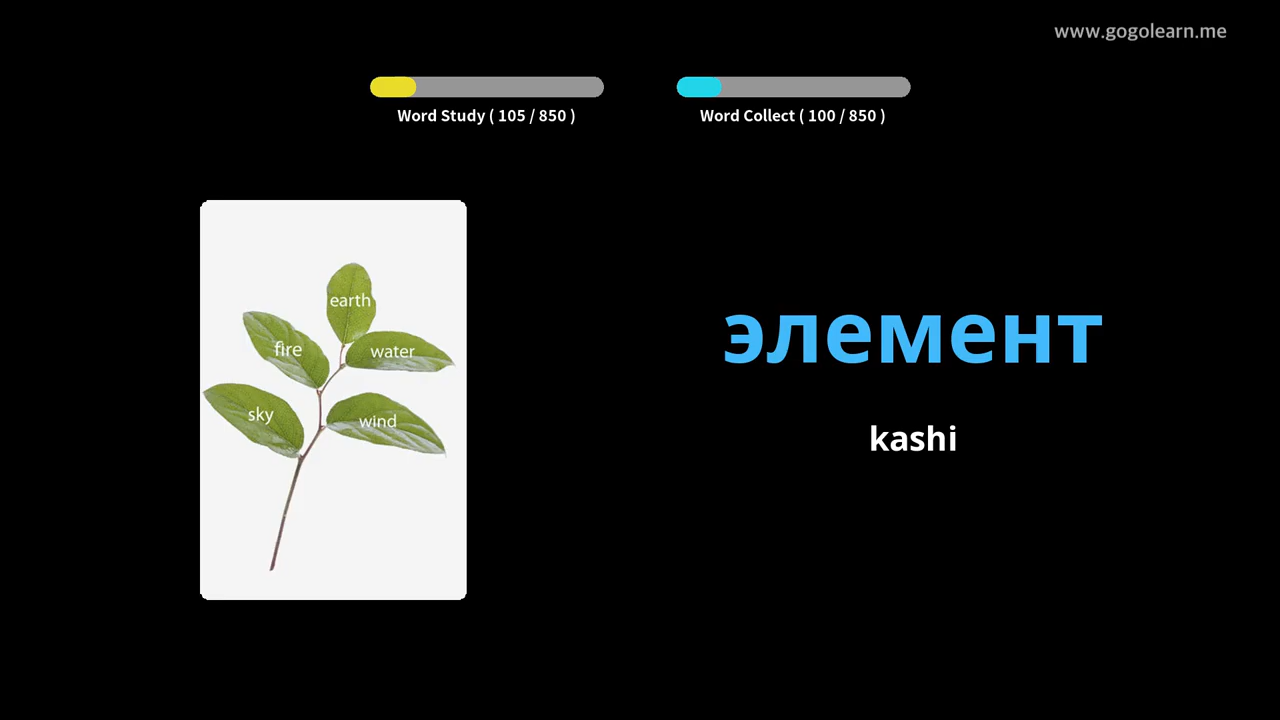 www.gogolearn.me
Word Study ( 105 / 850 )
Word Collect ( 100 / 850 )
earth
fire
water
sky
wind
элемент
kashi